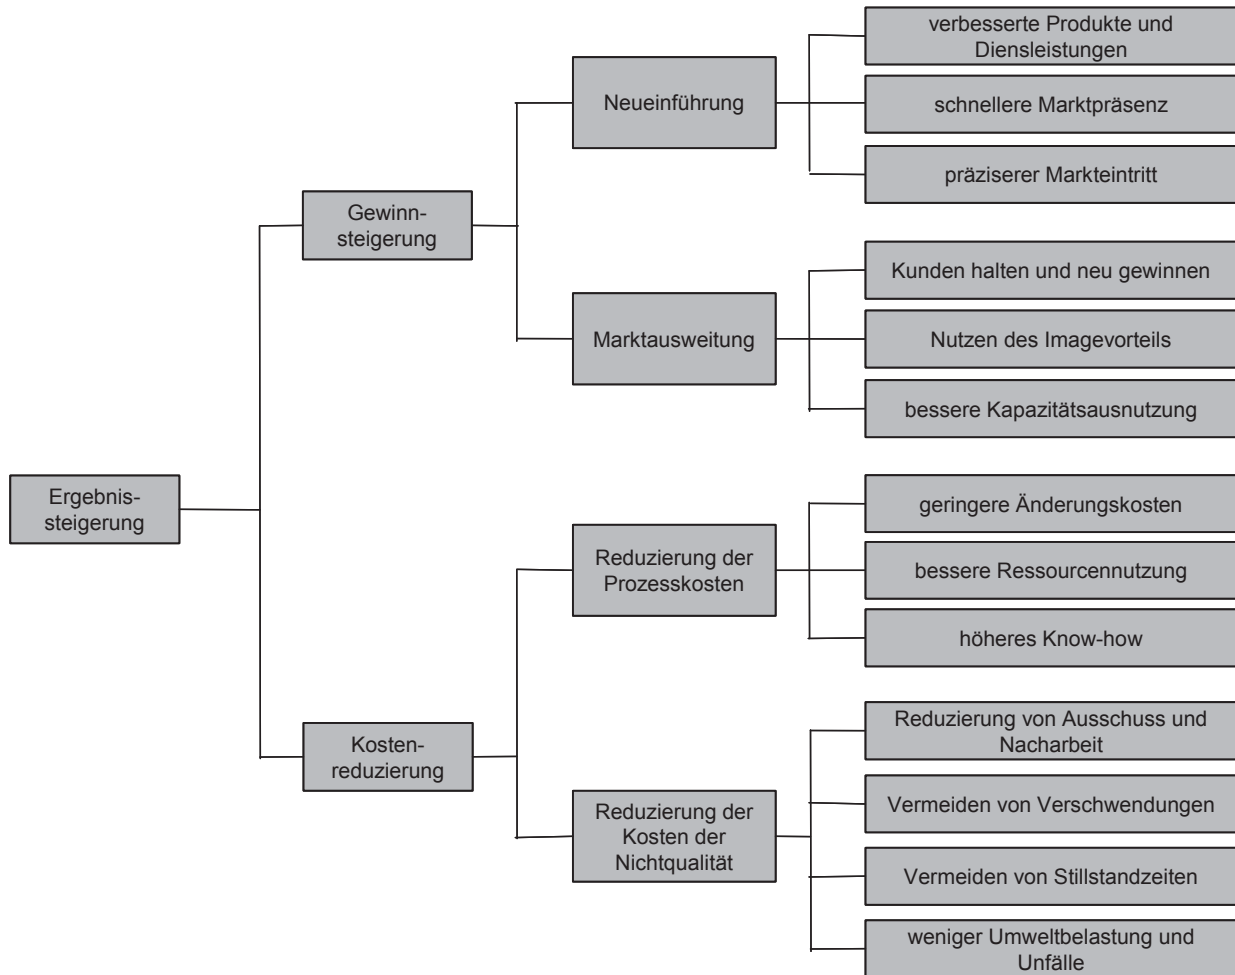 verbesserte Produkte und
Diensleistungen
Neueinführung
schnellere Marktpräsenz
präziserer Markteintritt
Gewinn-
steigerung
Kunden halten und neu gewinnen
Marktausweitung
Nutzen des Imagevorteils
bessere Kapazitätsausnutzung
Ergebnis-
steigerung
geringere Änderungskosten
Reduzierung der
Prozesskosten
bessere Ressourcennutzung
höheres Know-how
Kosten-
reduzierung
Reduzierung von Ausschuss und
Nacharbeit
Vermeiden von Verschwendungen
Reduzierung der
Kosten der
Nichtqualität
Vermeiden von Stillstandzeiten
weniger Umweltbelastung und
Unfälle